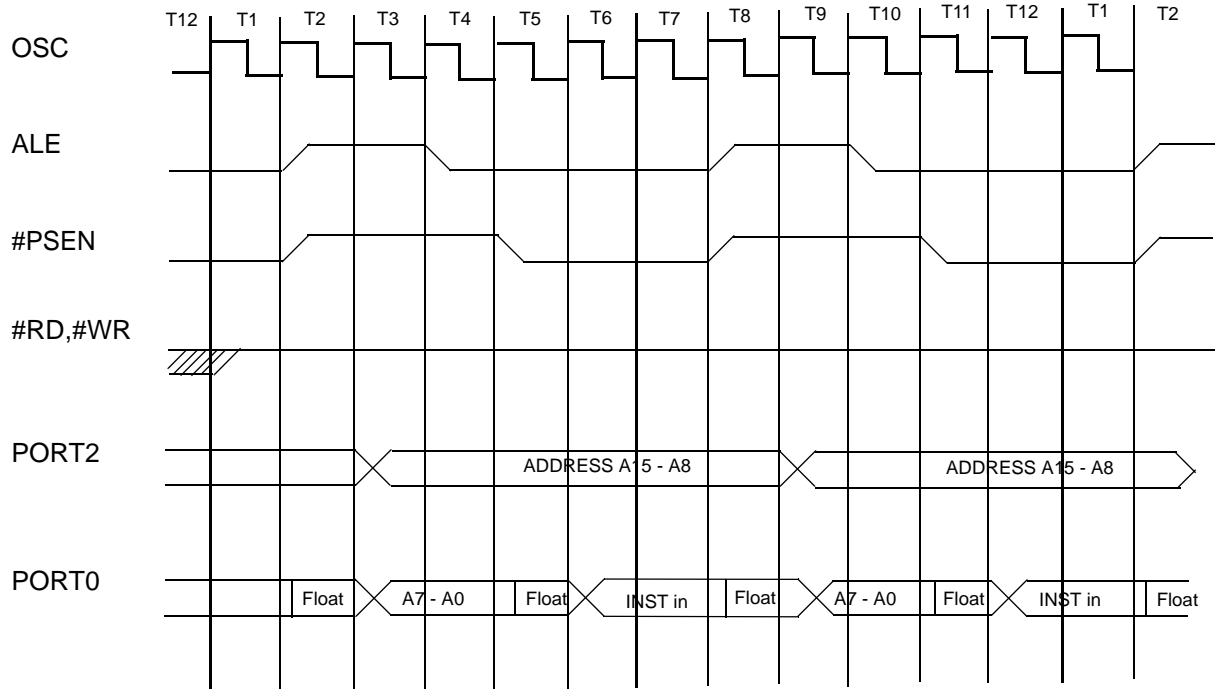 T12 T1 T2 T3 T4 T5 T6 T7 T8 T9 T10 T11 T12 T1 T2
OSC
ALE
#PSEN
#RD,#WR
PORT2 ADDRESS A15 - A8 ADDRESS A15 - A8
PORT0 Float A7 - A0 Float INST in Float A7 - A0 Float INST in Float